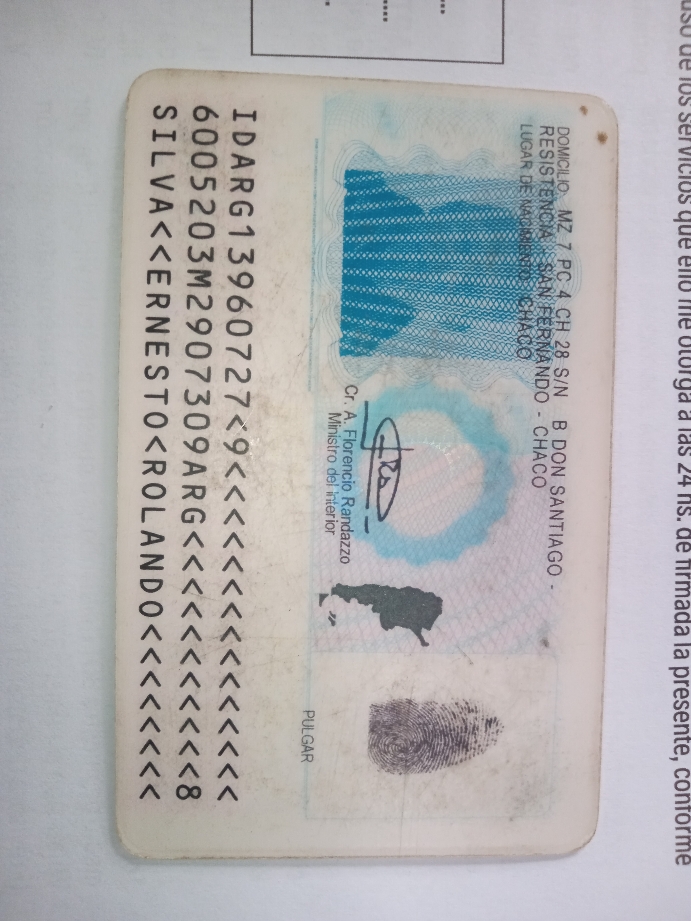 uso de los servicios que ello me otorga a las 24 hs. de firmada la presente, conforme
DOMICILIO: MZ 7 PC 4 CH 28 S/N B DON SANTIAGO -
RESISTENCIA - SAN FERNANDO - CHACO
LUGAR DE NACIMIENTO: CHACO
Cr. A. Florencio Randazzo
Ministro del Interior
PULGAR
IDARG13960727<9<<<<<<<<<<<<<<<
6005203M2907309ARG<<<<<<<<<<<8
SILVA<<ERNESTO<ROLANDO<<<<<<<<